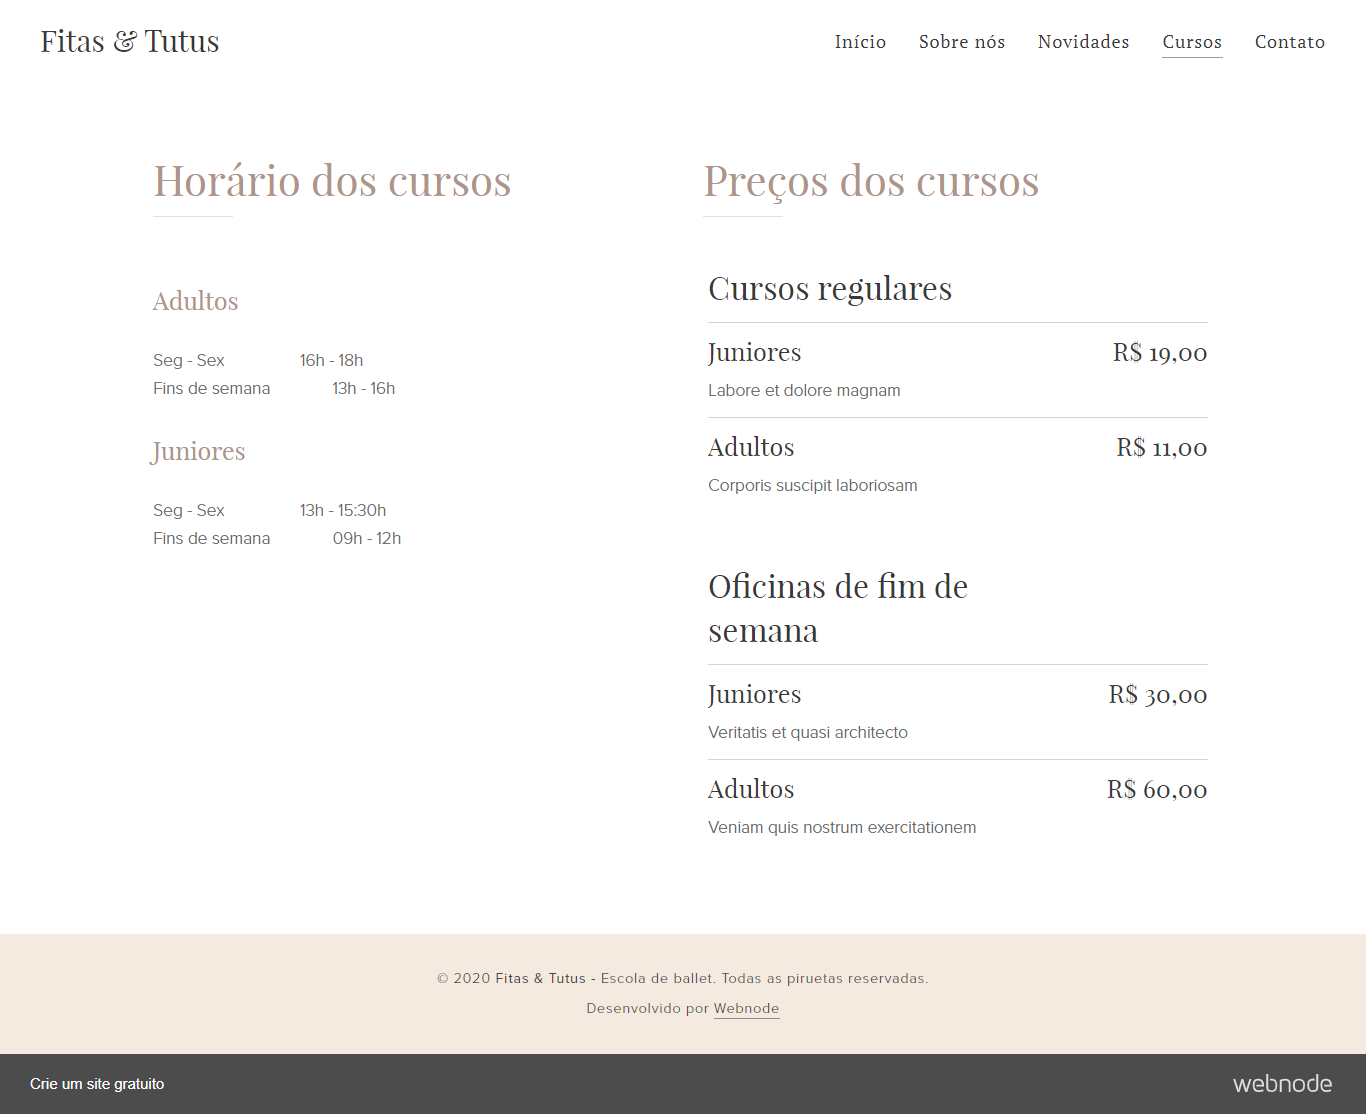 Fitas & Tutus
Início Sobre nós Novidades Cursos Contato
Horário dos cursos
Adultos
Seg - Sex 16h - 18h
Fins de semana 13h - 16h
Juniores
Seg - Sex 13h - 15:30h
Fins de semana 09h - 12h
Preços dos cursos
Cursos regulares
Juniores R$ 19,00
Labore et dolore magnam
Adultos R$ 11,00
Corporis suscipit laboriosam
Oficinas de fim de
semana
Juniores R$ 30,00
Veritatis et quasi architecto
Adultos R$ 60,00
Veniam quis nostrum exercitationem
© 2020 Fitas & Tutus - Escola de ballet. Todas as piruetas reservadas.
Desenvolvido por Webnode
Crie um site gratuito
webnode